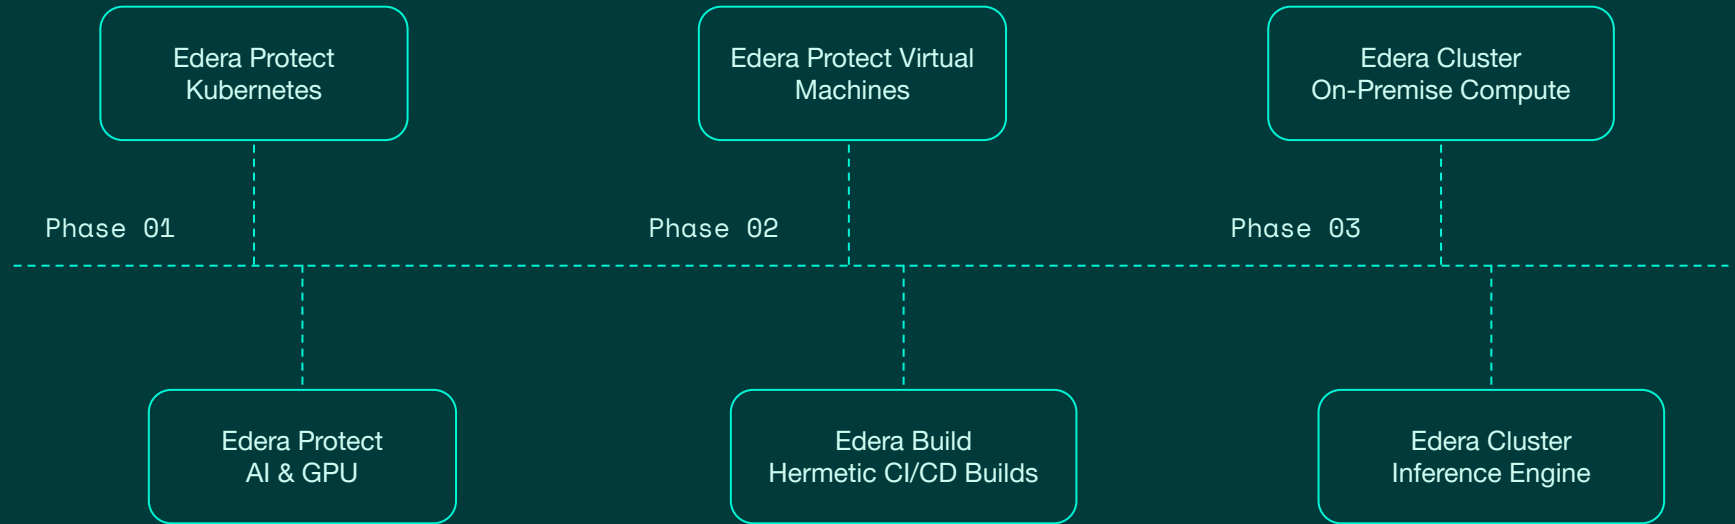 Edera Protect
Kubernetes
Edera Protect Virtual
Machines
Edera Cluster
On-Premise Compute
Phase 01
Phase 02
Phase 03
Edera Protect
AI & GPU
Edera Build
Hermetic CI/CD Builds
Edera Cluster
Inference Engine